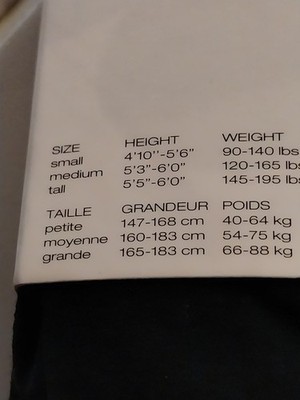 SIZE HEIGHT WEIGHT
small 4'10''-5'6" 90-140 lbs
medium 5'3"-6'0" 120-165 lbs
tall 5'5"-6'0" 145-195 lbs
TAILLE GRANDEUR POIDS
petite 147-168 cm 40-64 kg
moyenne 160-183 cm 54-75 kg
grande 165-183 cm 66-88 kg